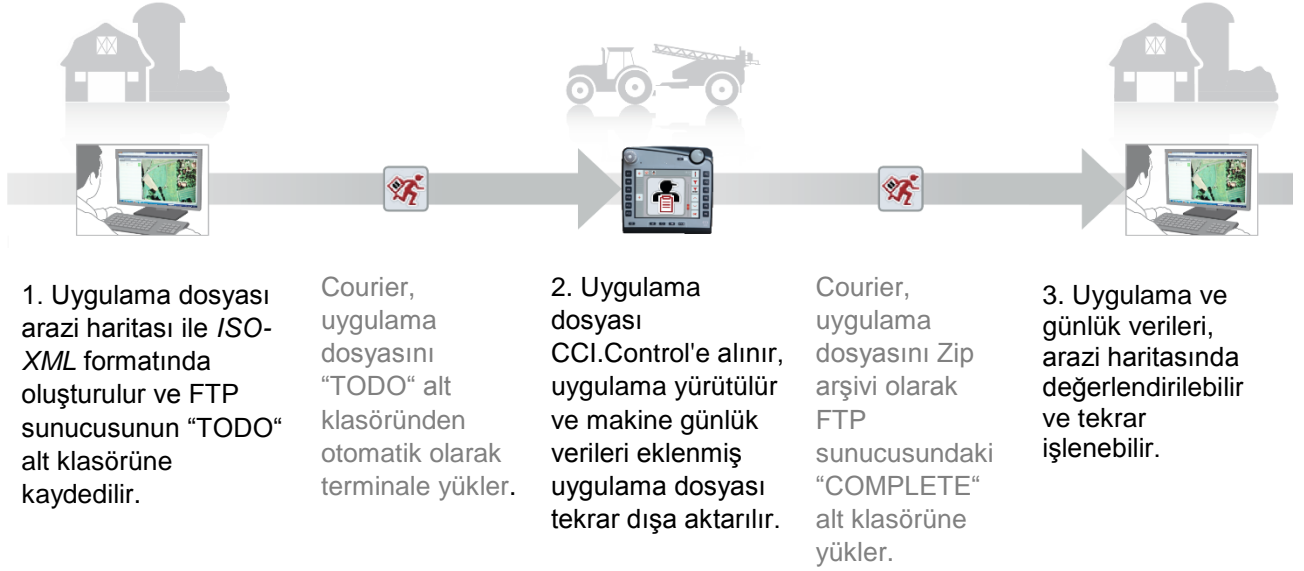 1. Uygulama dosyası
arazi haritası ile ISO-
XML formatında
oluşturulur ve FTP
sunucusunun “TODO“
alt klasörüne
kaydedilir.
Courier,
uygulama
dosyasını
“TODO“ alt
klasöründen
otomatik olarak
terminale yükler.
2. Uygulama
dosyası
CCI.Control'e alınır,
uygulama yürütülür
ve makine günlük
verileri eklenmiş
uygulama dosyası
tekrar dışa aktarılır.
Courier,
uygulama
dosyasını Zip
arşivi olarak
FTP
sunucusundaki
“COMPLETE“
alt klasörüne
yükler.
3. Uygulama ve
günlük verileri,
arazi haritasında
değerlendirilebilir
ve tekrar
işlenebilir.